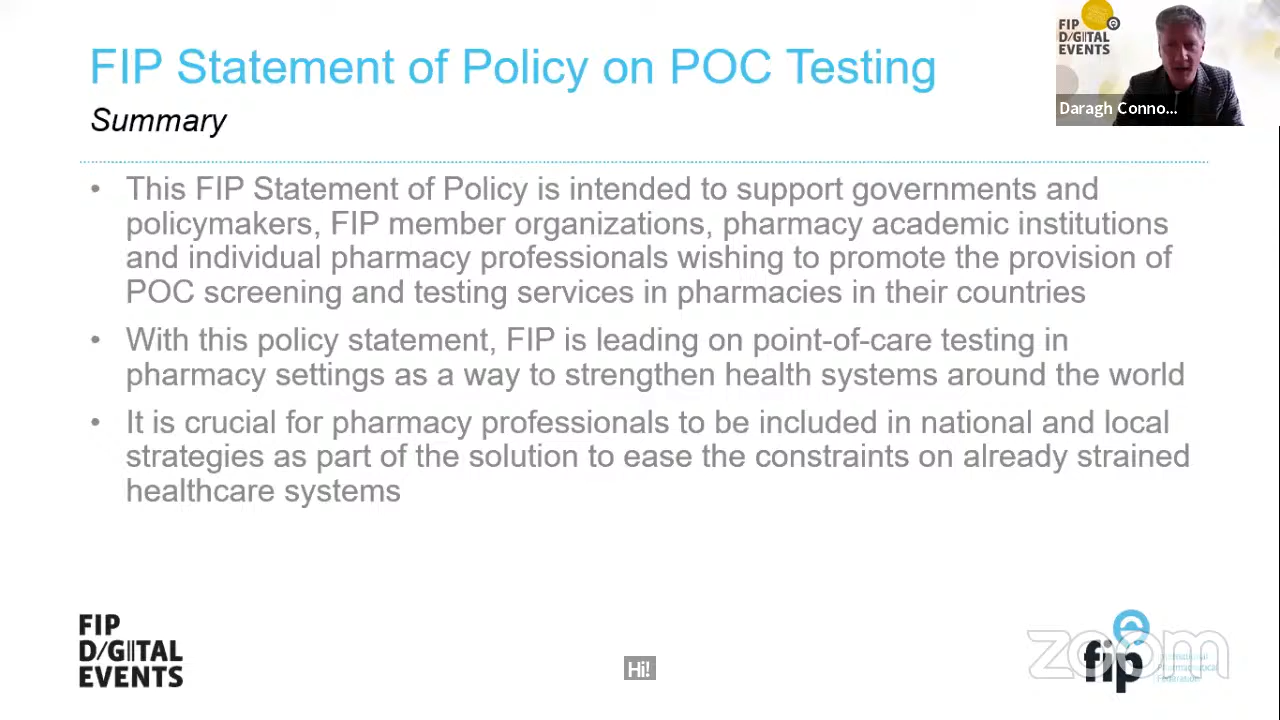 FIP Statement of Policy on POC Testing
Summary
FIP
D/GITAL
EVENTS
Daragh Conno...
• This FIP Statement of Policy is intended to support governments and
policymakers, FIP member organizations, pharmacy academic institutions
and individual pharmacy professionals wishing to promote the provision of
POC screening and testing services in pharmacies in their countries
• With this policy statement, FIP is leading on point-of-care testing in
pharmacy settings as a way to strengthen health systems around the world
• It is crucial for pharmacy professionals to be included in national and local
strategies as part of the solution to ease the constraints on already strained
healthcare systems
FIP
D/GITAL
EVENTS
Hi!
zoom
fip
Pharmaceutical
Federation